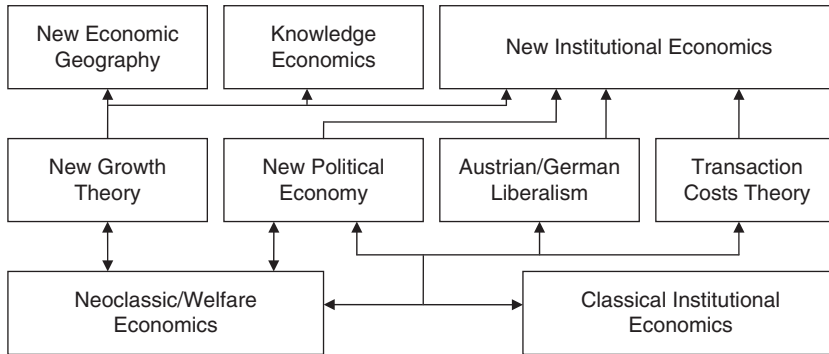 New Economic
Geography
Knowledge
Economics
New Institutional Economics
New Growth
Theory
New Political
Economy
Austrian/German
Liberalism
Transaction
Costs Theory
Neoclassic/Welfare
Economics
Classical Institutional
Economics